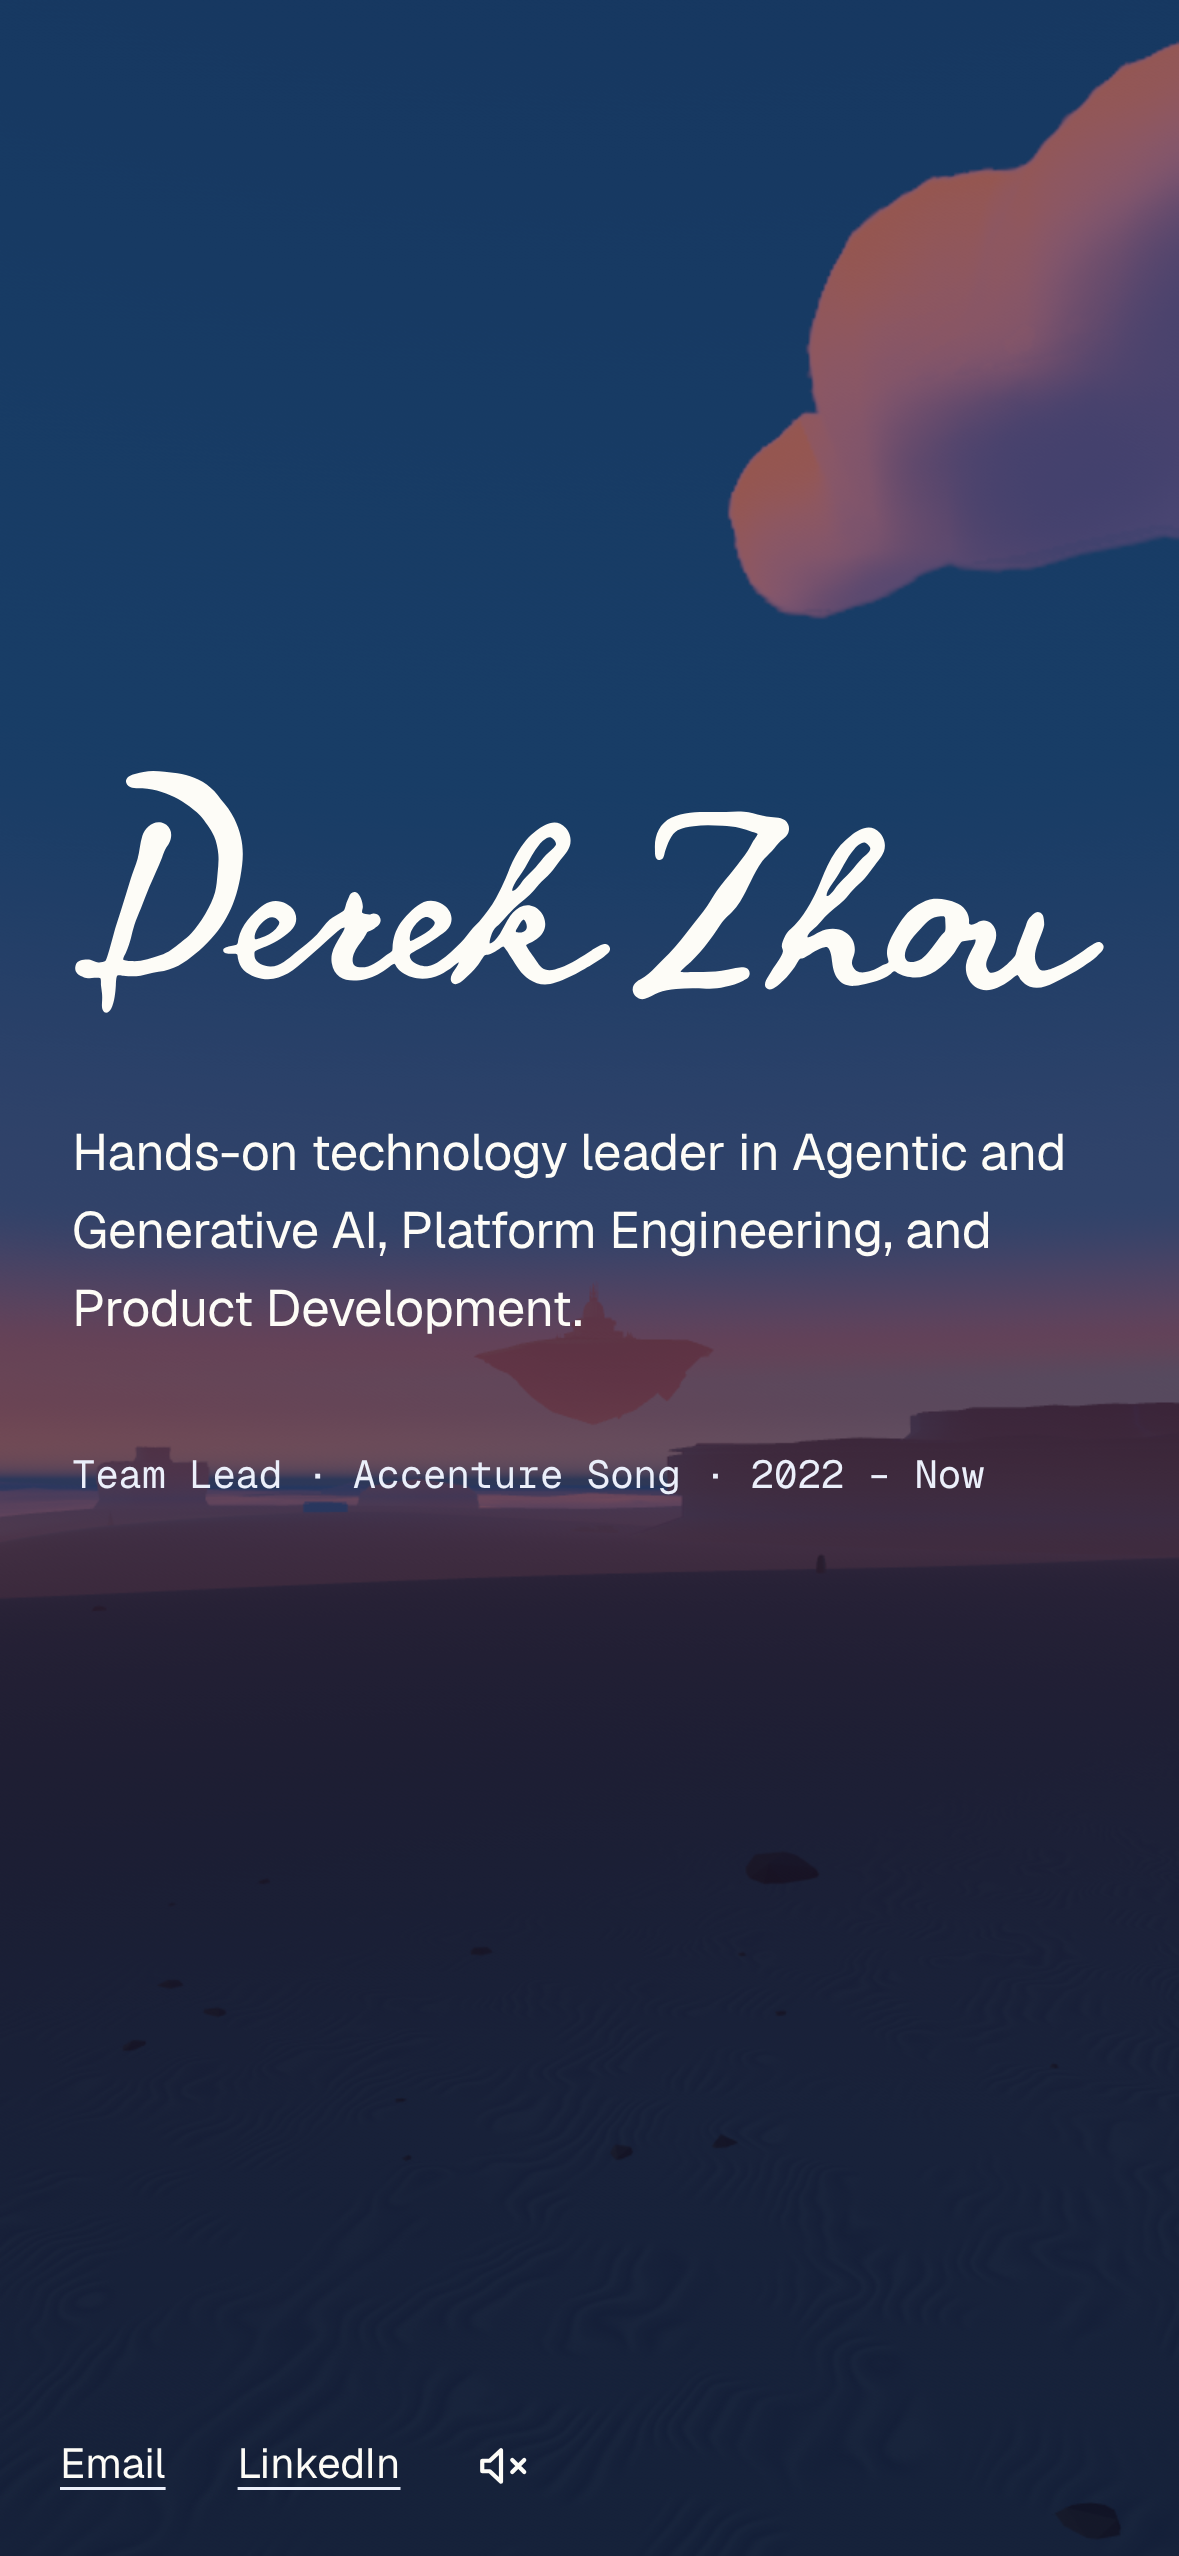 Derek Zhou
Hands-on technology leader in Agentic and
Generative AI, Platform Engineering, and
Product Development.
Team Lead · Accenture Song · 2022 – Now
Email LinkedIn